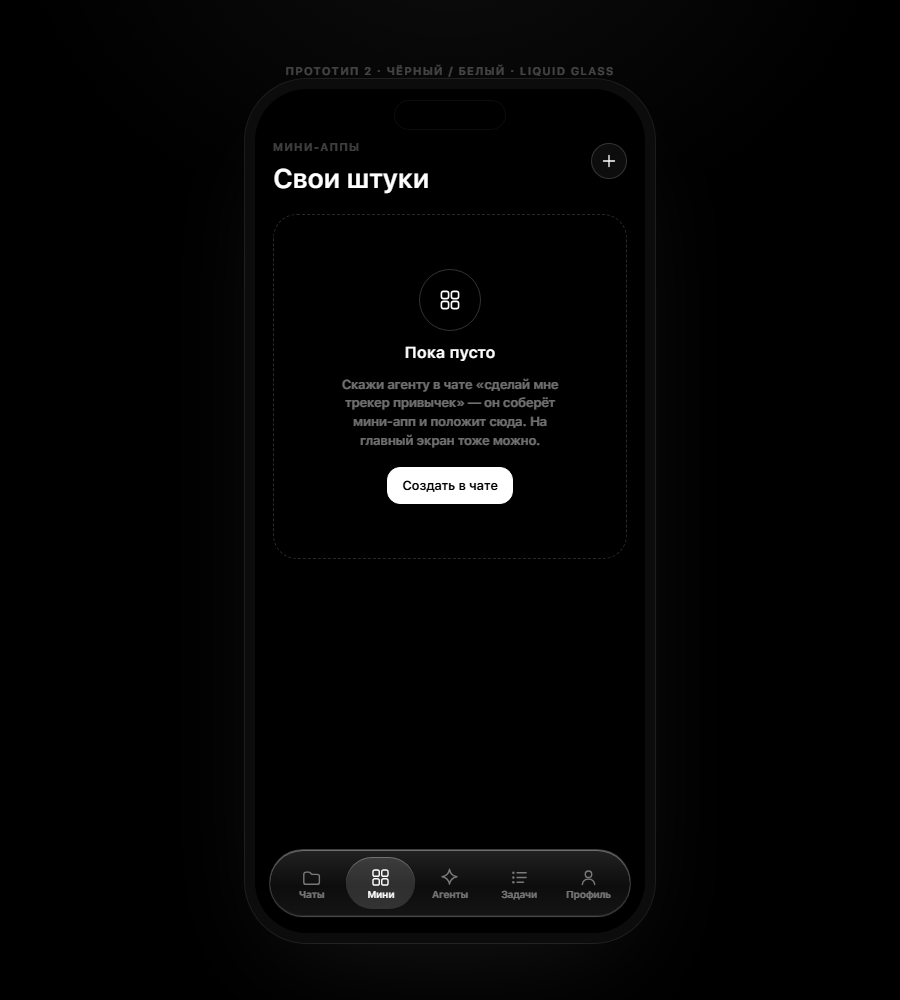 ПРОТОТИП 2 · ЧЁРНЫЙ / БЕЛЫЙ · LIQUID GLASS
МИНИ-АППЫ
Свои штуки
Пока пусто
Скажи агенту в чате «сделай мне
трекер привычек» — он соберёт
мини-апп и положит сюда. На
главный экран тоже можно.
Создать в чате
Чаты
Мини
Агенты
Задачи
Профиль